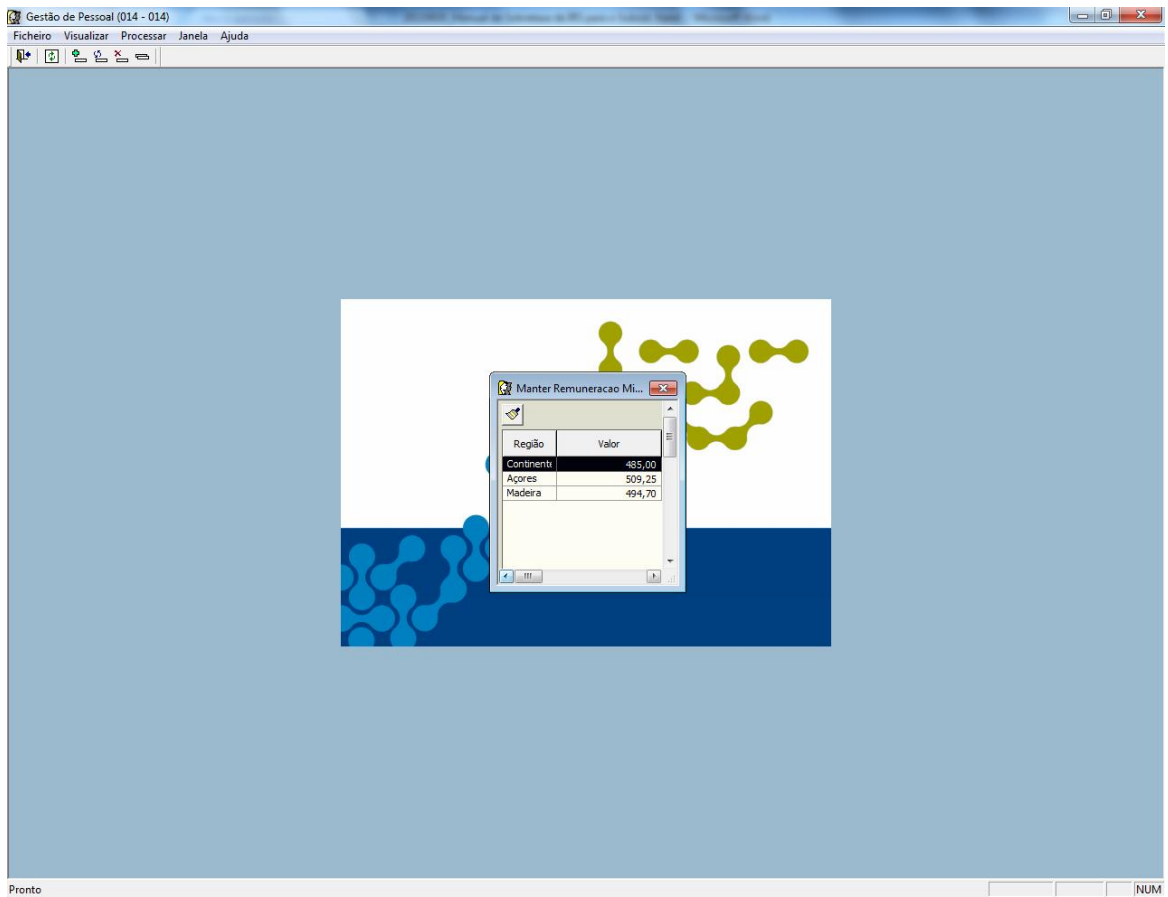 Gestão de Pessoal (014 - 014)
Ficheiro Visualizar Processar Janela Ajuda
Manter Remuneracao Mi...
Região Valor
Continente 485,00
Açores 509,25
Madeira 494,70
Pronto NUM